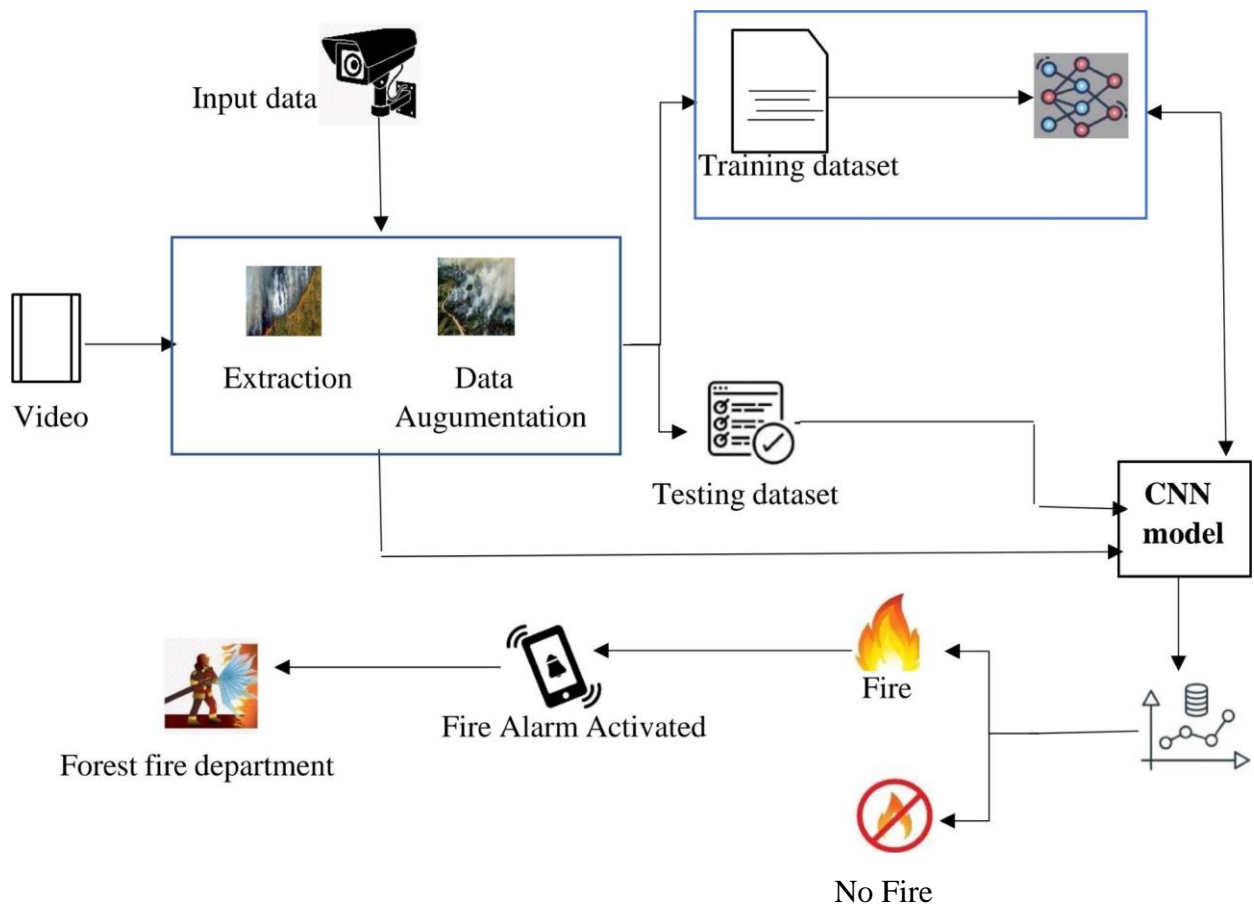 Input data
Training dataset
Extraction
Data
Augumentation
Video
Testing dataset
CNN
model
Fire
Fire Alarm Activated
Forest fire department
No Fire